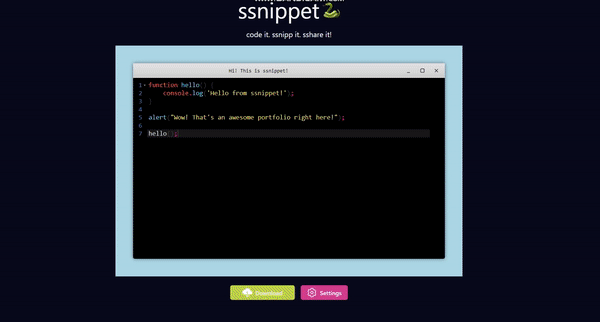 ssnippet
code it. ssnipp it. sshare it!
Hi! This is ssnippet!
1 function hello() {
2 console.log('Hello from ssnippet!');
3 }
4
5 alert("Wow! That's an awesome portfolio right here!");
6
7 hello();
Download
Settings